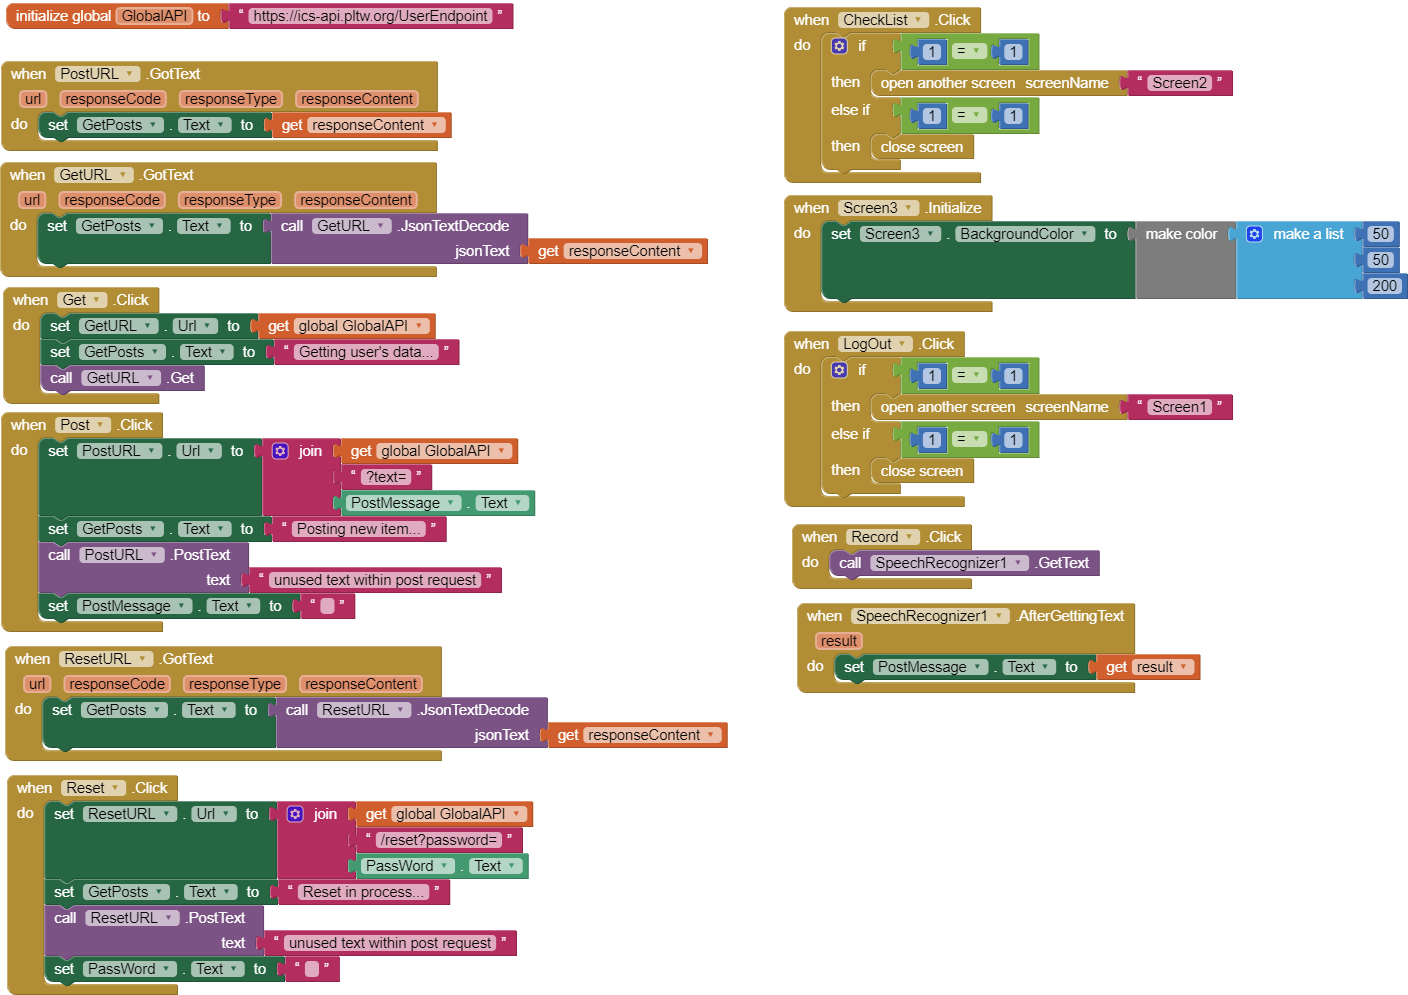 initialize global GlobalAPI to " https://ics-api.pltw.org/UserEndpoint "
when PostURL .GotText
url responseCode responseType responseContent
do set GetPosts . Text to get responseContent
when GetURL .GotText
url responseCode responseType responseContent
do set GetPosts . Text to call GetURL .JsonTextDecode
jsonText get responseContent
when Get .Click
do set GetURL . Url to get global GlobalAPI
set GetPosts . Text to " Getting user's data... "
call GetURL .Get
when Post .Click
do set PostURL . Url to join get global GlobalAPI
" ?text= "
PostMessage . Text
set GetPosts . Text to " Posting new item... "
call PostURL .PostText
text " unused text within post request "
set PostMessage . Text to " "
when ResetURL .GotText
url responseCode responseType responseContent
do set GetPosts . Text to call ResetURL .JsonTextDecode
jsonText get responseContent
when Reset .Click
do set ResetURL . Url to join get global GlobalAPI
" /reset?password= "
PassWord . Text
set GetPosts . Text to " Reset in process... "
call ResetURL .PostText
text " unused text within post request "
set PassWord . Text to " "
when CheckList .Click
do if 1 = 1
then open another screen screenName " Screen2 "
else if 1 = 1
then close screen
when Screen3 .Initialize
do set Screen3 . BackgroundColor to make color make a list 50
50
200
when LogOut .Click
do if 1 = 1
then open another screen screenName " Screen1 "
else if 1 = 1
then close screen
when Record .Click
do call SpeechRecognizer1 .GetText
when SpeechRecognizer1 .AfterGettingText
result
do set PostMessage . Text to get result